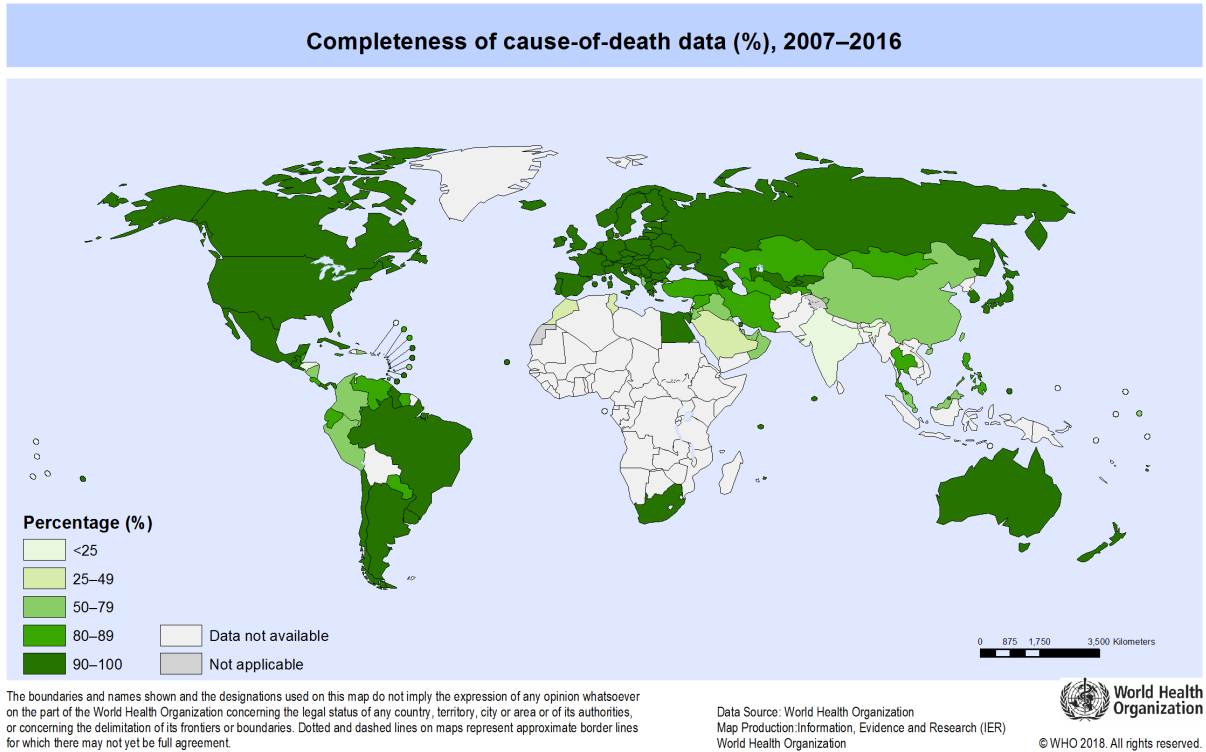 Completeness of cause-of-death data (%), 2007–2016
Percentage (%)
<25
25–49
50–79
80–89
90–100
Data not available
Not applicable
0 875 1,750 3,500 Kilometers
The boundaries and names shown and the designations used on this map do not imply the expression of any opinion whatsoever
on the part of the World Health Organization concerning the legal status of any country, territory, city or area or of its authorities,
or concerning the delimitation of its frontiers or boundaries. Dotted and dashed lines on maps represent approximate border lines
for which there may not yet be full agreement.
Data Source: World Health Organization
Map Production:Information, Evidence and Research (IER)
World Health Organization
World Health
Organization
© WHO 2018. All rights reserved.